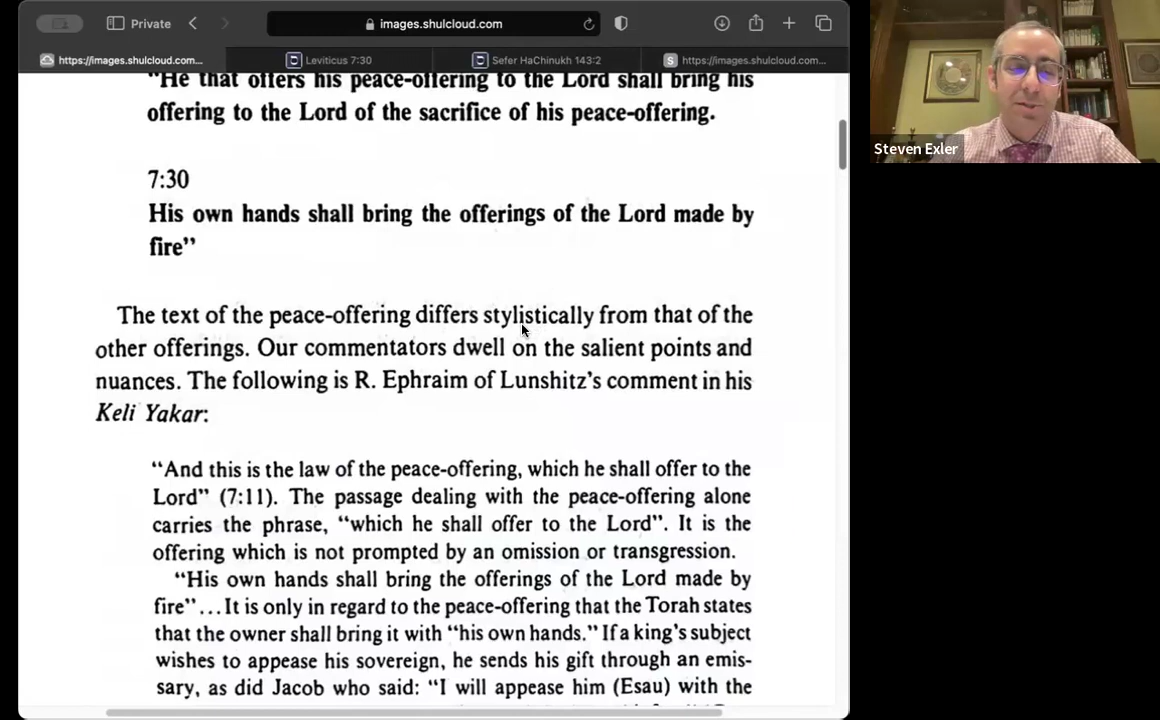 Private
images.shulcloud.com
https://images.shulcloud.com...
Leviticus 7:30
Sefer HaChinukh 143:2
S
https://images.shulcloud.com...
"He that offers his peace-offering to the Lord shall bring his
offering to the Lord of the sacrifice of his peace-offering.
7:30
His own hands shall bring the offerings of the Lord made by
fire"
The text of the peace-offering differs stylistically from that of the
other offerings. Our commentators dwell on the salient points and
nuances. The following is R. Ephraim of Lunshitz's comment in his
Keli Yakar:
"And this is the law of the peace-offering, which he shall offer to the
Lord" (7:11). The passage dealing with the peace-offering alone
carries the phrase, "which he shall offer to the Lord". It is the
offering which is not prompted by an omission or transgression.
"His own hands shall bring the offerings of the Lord made by
fire"...It is only in regard to the peace-offering that the Torah states
that the owner shall bring it with "his own hands." If a king's subject
wishes to appease his sovereign, he sends his gift through an emis-
sary, as did Jacob who said: "I will appease him (Esau) with the
Steven Exler